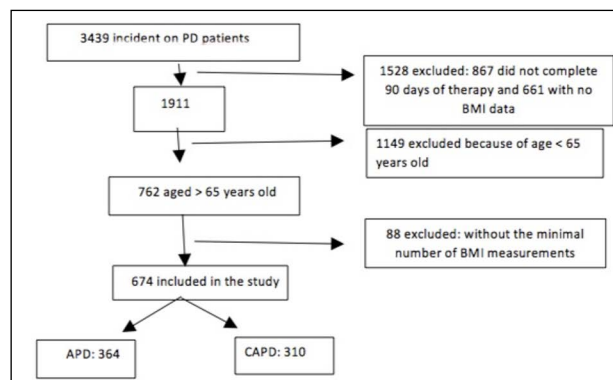 3439 incident on PD patients
1528 excluded: 867 did not complete
90 days of therapy and 661 with no
BMI data
1911
1149 excluded because of age < 65
years old
762 aged > 65 years old
88 excluded: without the minimal
number of BMI measurements
674 included in the study
APD: 364
CAPD: 310